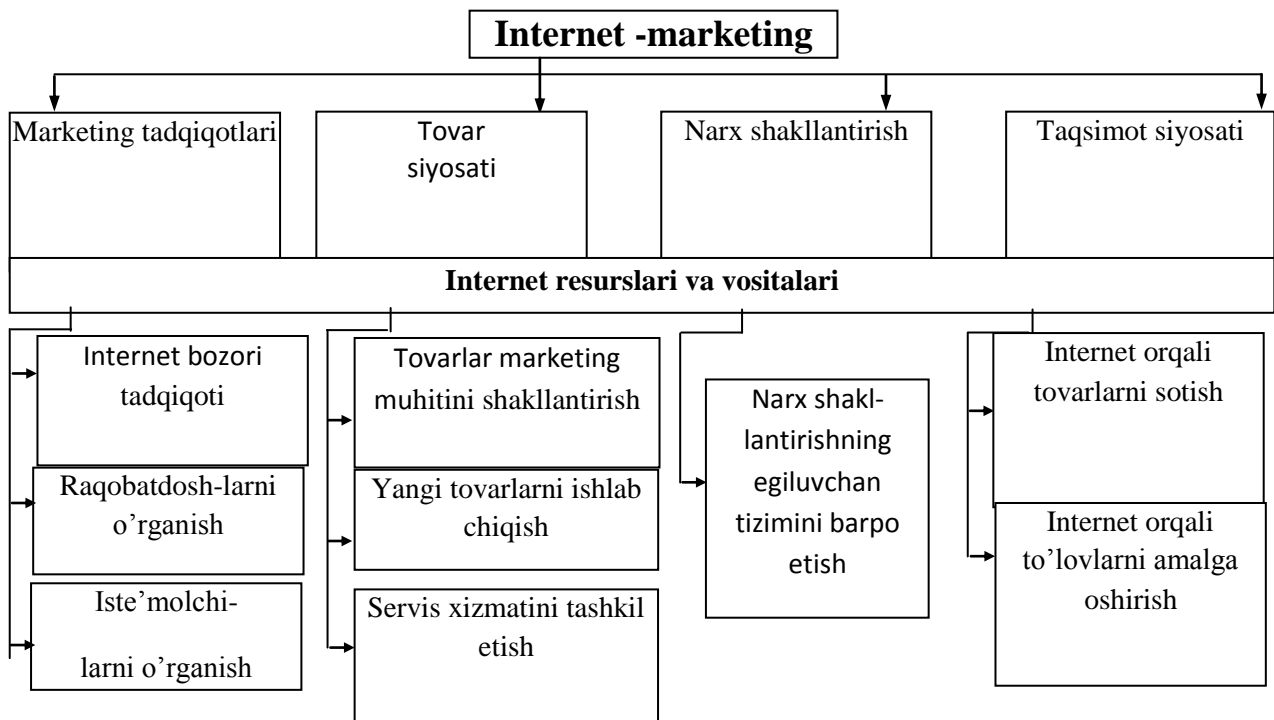 Internet -marketing
Marketing tadqiqotlari
Tovar
siyosati
Narx shakllantirish
Taqsimot siyosati
Internet resurslari va vositalari
Internet bozori
tadqiqoti
Raqobatdosh-larni
o’rganish
Iste’molchi-
larni o’rganish
Tovarlar marketing
muhitini shakllantirish
Yangi tovarlarni ishlab
chiqish
Servis xizmatini tashkil
etish
Narx shakl-
lantirishning
egiluvchan
tizimini barpo
etish
Internet orqali
tovarlarni sotish
Internet orqali
to’lovlarni amalga
oshirish